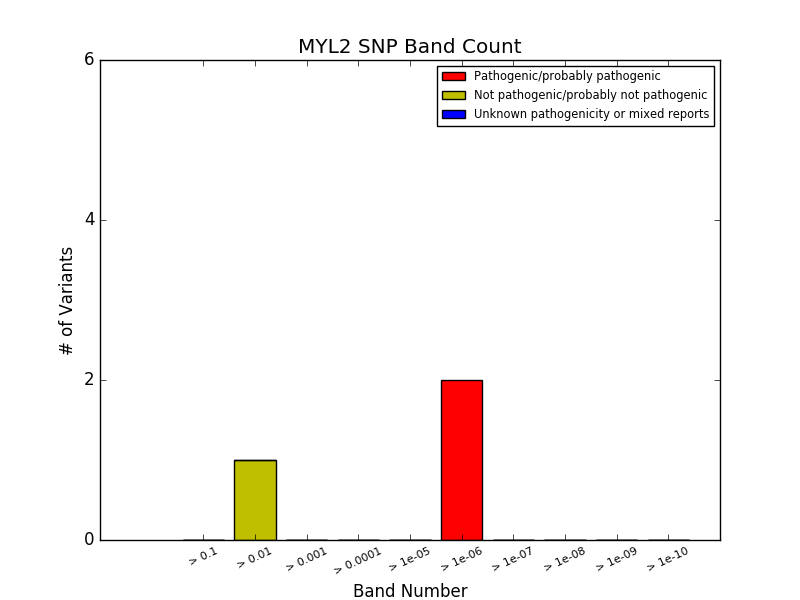 MYL2 SNP Band Count
6
4
2
0
# of Variants
Pathogenic/probably pathogenic
Not pathogenic/probably not pathogenic
Unknown pathogenicity or mixed reports
> 0.1
> 0.01
> 0.001
> 0.0001
> 1e-05
> 1e-06
> 1e-07
> 1e-08
> 1e-09
> 1e-10
Band Number